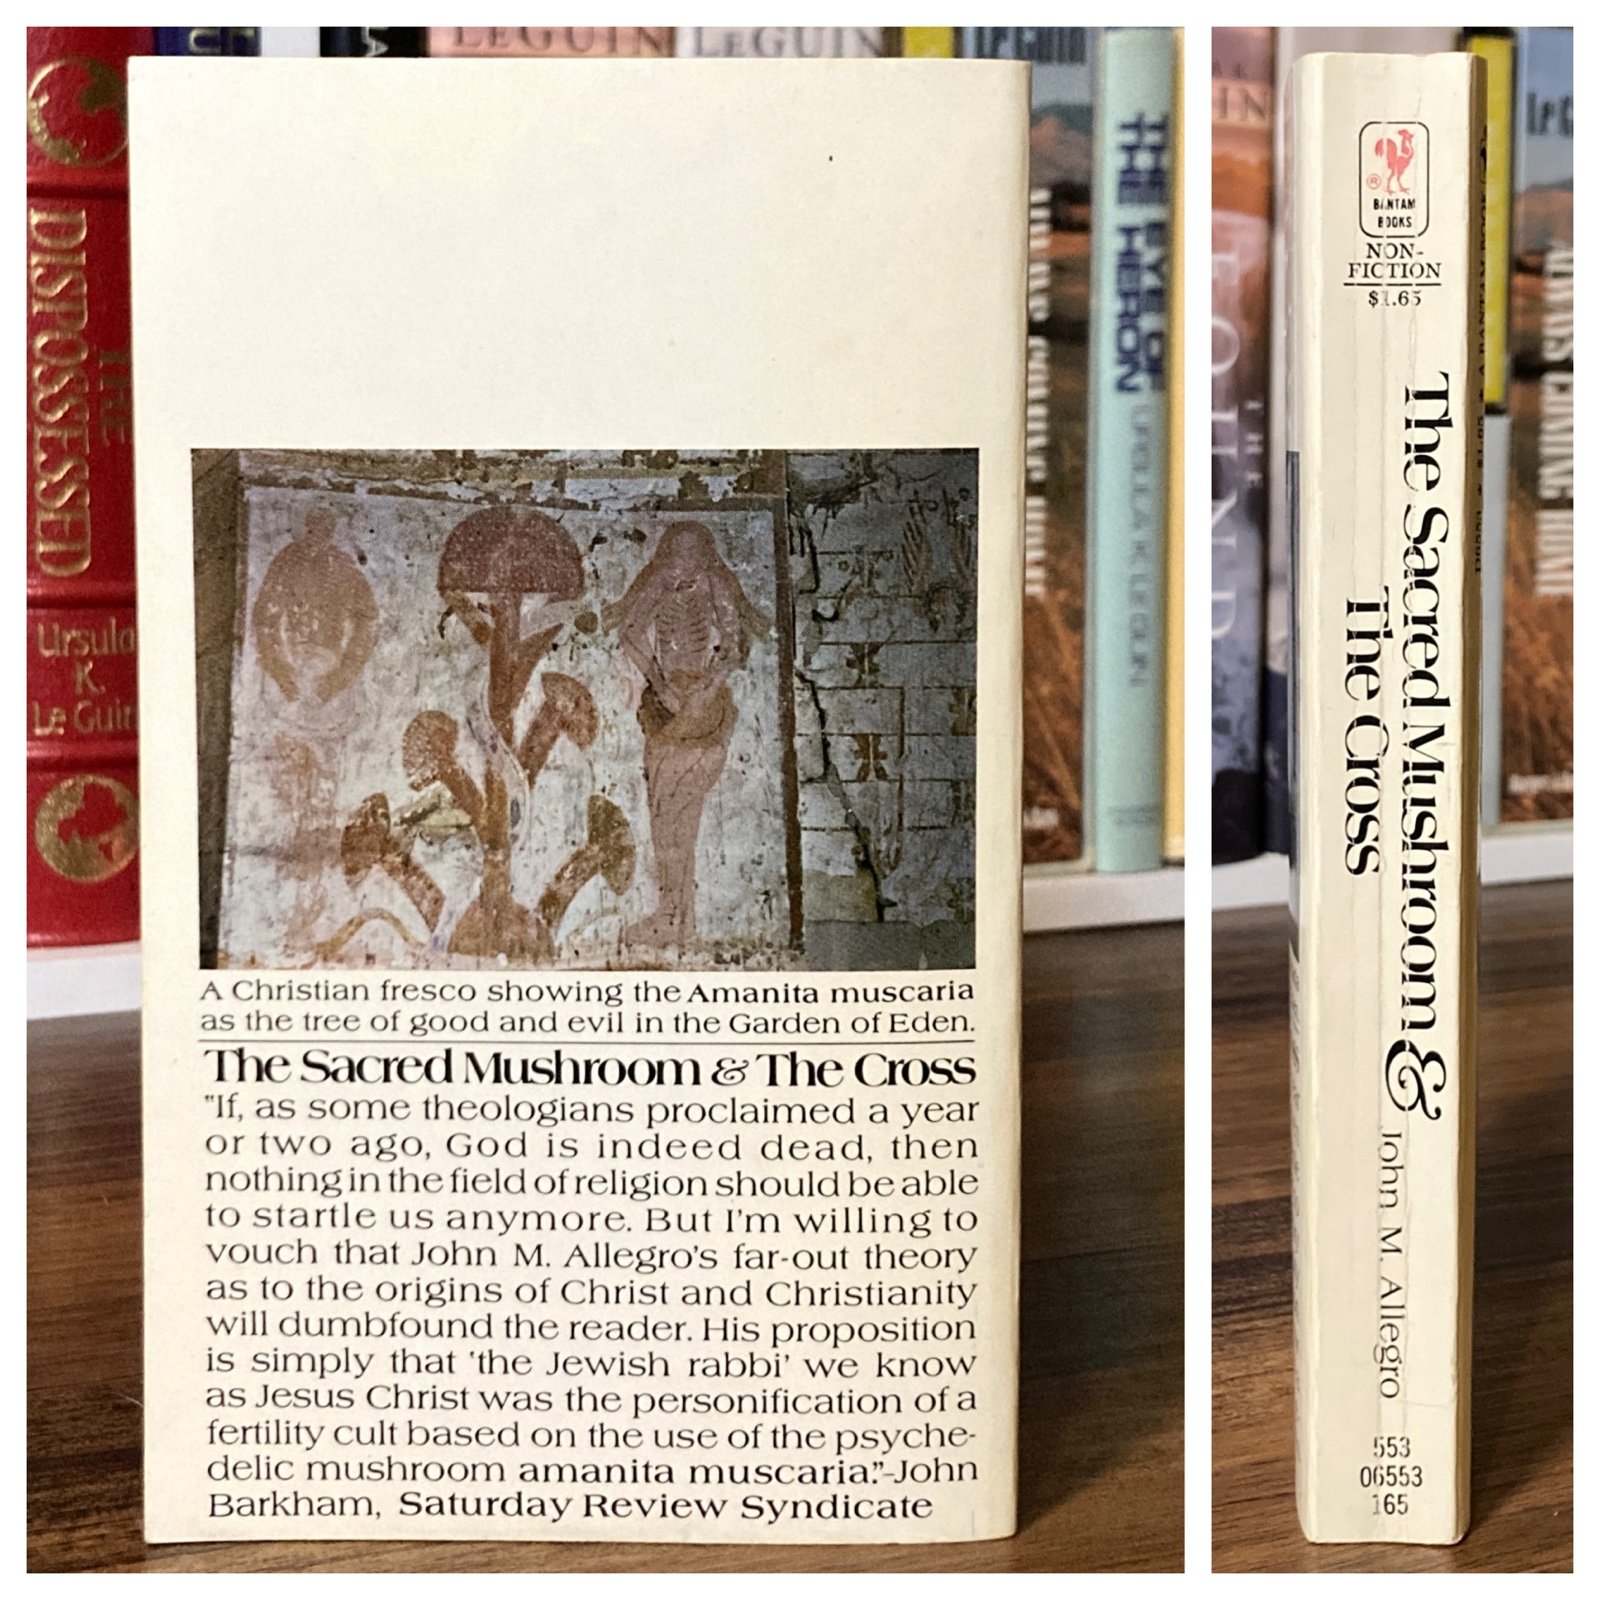 LEGUIN
LEGUIN
Le Guin
THE
DISPOSSESSED
Ursula
K.
Le Guin
THE EYE OF
THE HERON
URSULA K. LE GUIN
A Christian fresco showing the Amanita muscaria
as the tree of good and evil in the Garden of Eden.
The Sacred Mushroom & The Cross
"If, as some theologians proclaimed a year
or two ago, God is indeed dead, then
nothing in the field of religion should be able
to startle us anymore. But I'm willing to
vouch that John M. Allegro's far-out theory
as to the origins of Christ and Christianity
will dumbfound the reader. His proposition
is simply that 'the Jewish rabbi' we know
as Jesus Christ was the personification of a
fertility cult based on the use of the psyche-
delic mushroom amanita muscaria."-John
Barkham, Saturday Review Syndicate
®
BANTAM
BOOKS
NON-
FICTION
$1.65
The Sacred Mushroom &
The Cross
John M. Allegro
553
06553
165
ALWAYS COMING HOME